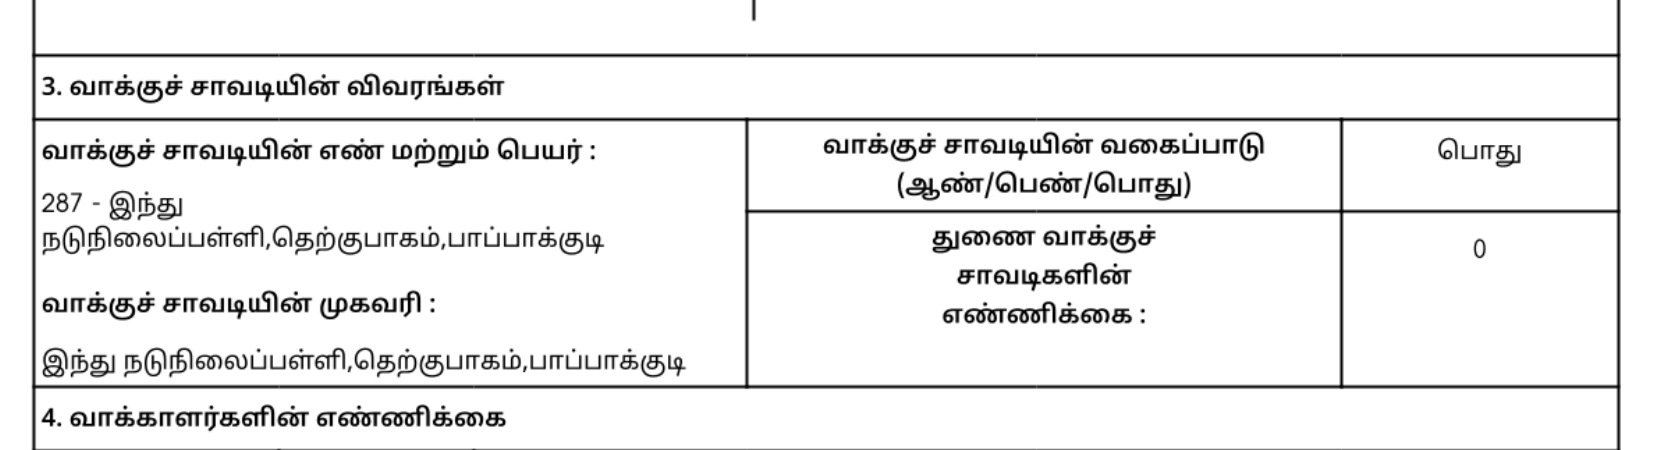 3. வாக்குச் சாவடியின் விவரங்கள்
வாக்குச் சாவடியின் எண் மற்றும் பெயர் :
287 - இந்து
நடுநிலைப்பள்ளி,தெற்குபாகம்,பாப்பாக்குடி
வாக்குச் சாவடியின் முகவரி :
இந்து நடுநிலைப்பள்ளி,தெற்குபாகம்,பாப்பாக்குடி
வாக்குச் சாவடியின் வகைப்பாடு
(ஆண்/பெண்/பொது)
பொது
துணை வாக்குச்
சாவடிகளின்
எண்ணிக்கை :
0
4. வாக்காளர்களின் எண்ணிக்கை